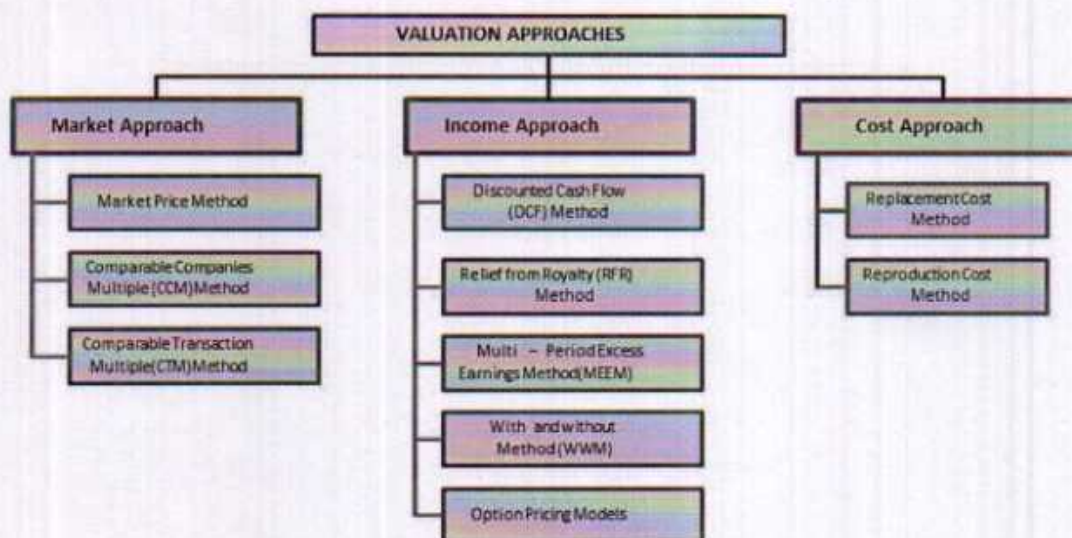 VALUATION APPROACHES
Market Approach
Market Price Method
Comparable Companies
Multiple (CCM) Method
Comparable Transaction
Multiple (CTM) Method
Income Approach
Discounted Cash Flow
(DCF) Method
Relief from Royalty (RFR)
Method
Multi – Period Excess
Earnings Method (MEEM)
With and without
Method (WWM)
Option Pricing Models
Cost Approach
Replacement Cost
Method
Reproduction Cost
Method